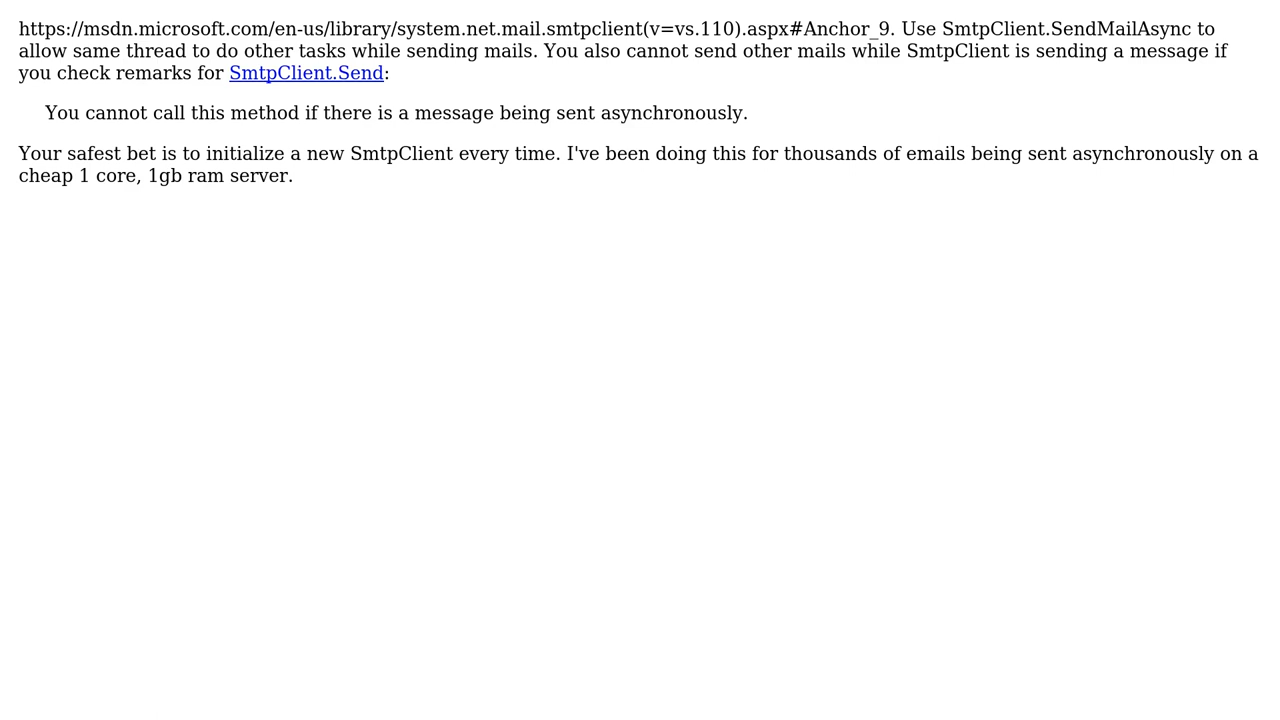 https://msdn.microsoft.com/en-us/library/system.net.mail.smtpclient(v=vs.110).aspx#Anchor_9. Use SmtpClient.SendMailAsync to
allow same thread to do other tasks while sending mails. You also cannot send other mails while SmtpClient is sending a message if
you check remarks for SmtpClient.Send:
You cannot call this method if there is a message being sent asynchronously.
Your safest bet is to initialize a new SmtpClient every time. I've been doing this for thousands of emails being sent asynchronously on a
cheap 1 core, 1gb ram server.